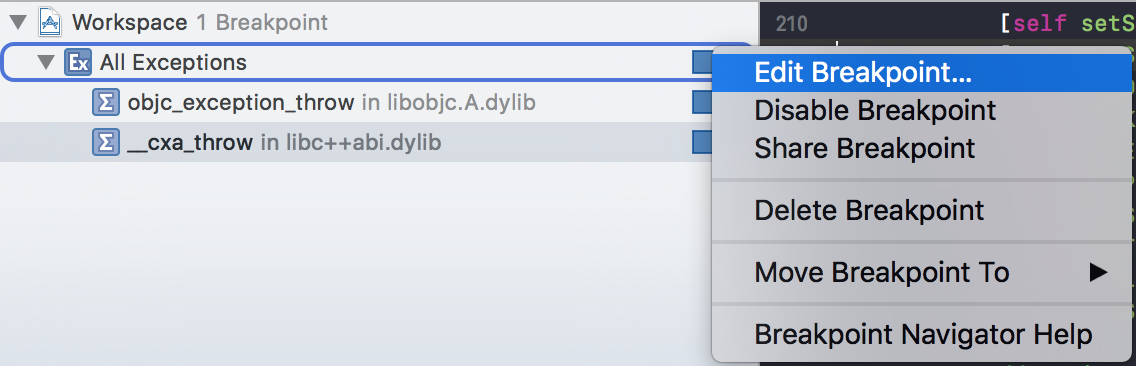 Workspace 1 Breakpoint
210 [self setS
Ex All Exceptions
Edit Breakpoint...
Σ objc_exception_throw in libobjc.A.dylib
Disable Breakpoint
Σ __cxa_throw in libc++abi.dylib
Share Breakpoint
Delete Breakpoint
Move Breakpoint To
Breakpoint Navigator Help